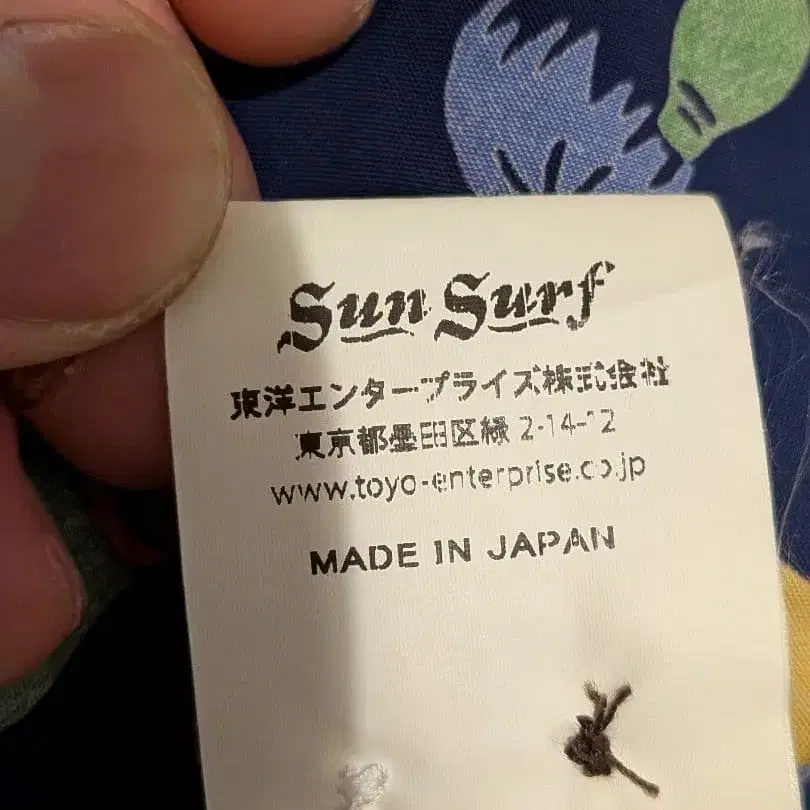 Sun Surf
東洋エンタープライズ株式会社
東京都墨田区緑 2-14-12
www.toyo-enterprise.co.jp
MADE IN JAPAN